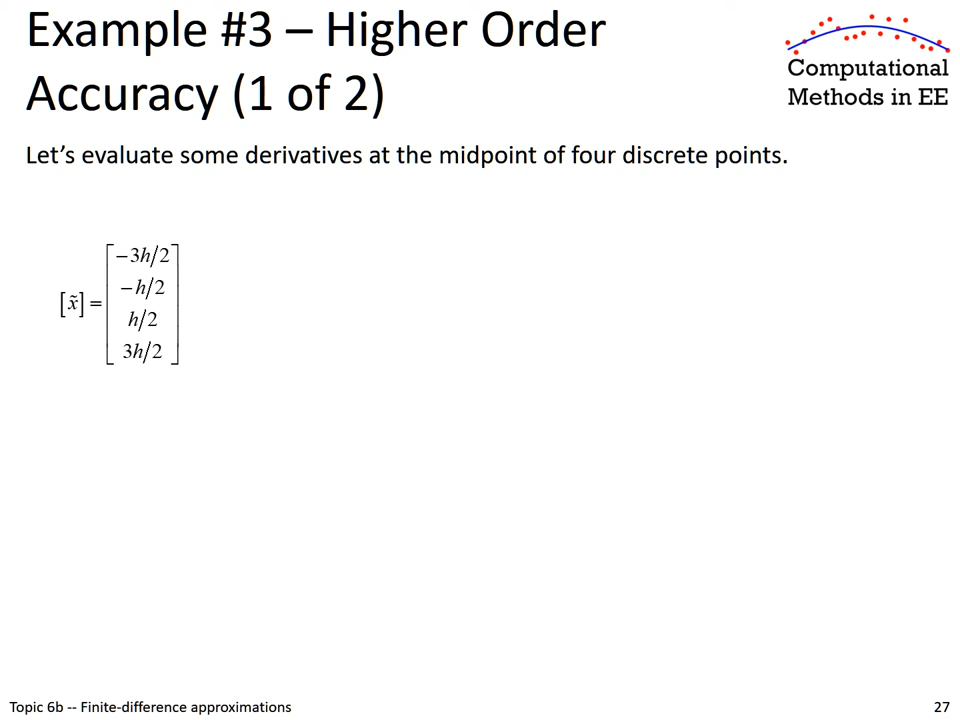 Example #3 – Higher Order
Accuracy (1 of 2)
Computational
Methods in EE
Let's evaluate some derivatives at the midpoint of four discrete points.
[x̃] = [ −3h/2
−h/2
h/2
3h/2 ]
Topic 6b -- Finite-difference approximations
27